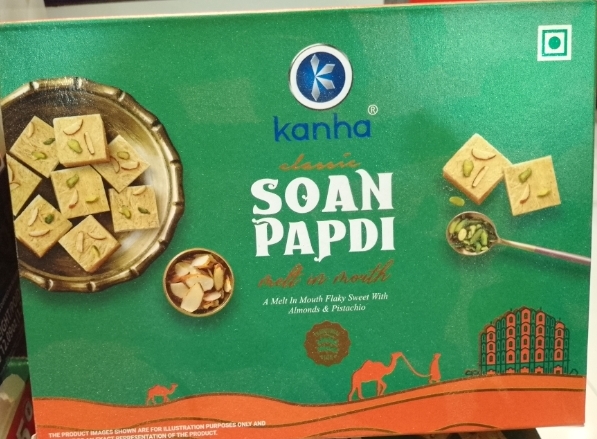 kanha®
classic
SOAN
PAPDI
melt in mouth
A Melt In Mouth Flaky Sweet With
Almonds & Pistachio
THE PRODUCT IMAGES SHOWN ARE FOR ILLUSTRATION PURPOSES ONLY AND
REPRESENTATION OF THE PRODUCT.